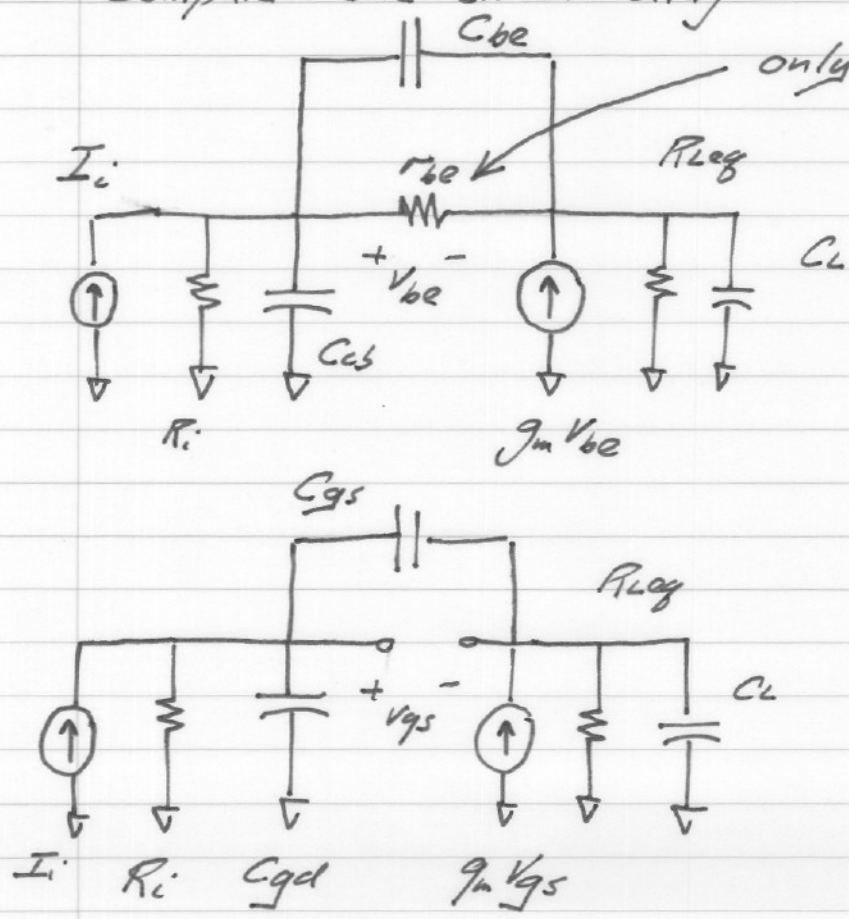 Cbe
only
Ii rbe RLeq
+ Vbe - CL
Ccb
Ri gm Vbe
Cgs
RLeq
+ Vgs - CL
Ii Ri Cgd gm Vgs